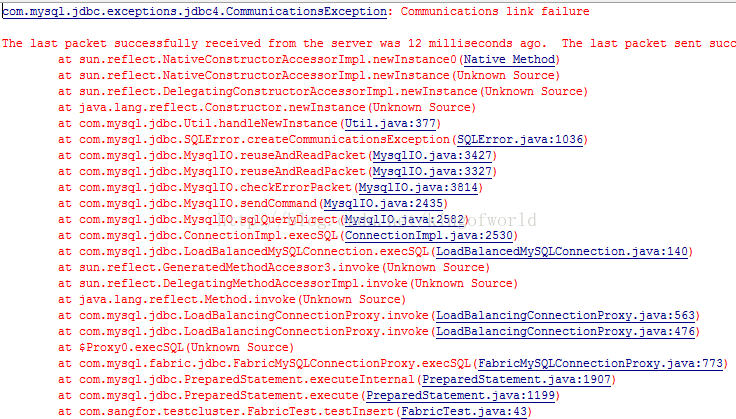 com.mysql.jdbc.exceptions.jdbc4.CommunicationsException: Communications link failure
The last packet successfully received from the server was 12 milliseconds ago.  The last packet sent succ
at sun.reflect.NativeConstructorAccessorImpl.newInstance0(Native Method)
at sun.reflect.NativeConstructorAccessorImpl.newInstance(Unknown Source)
at sun.reflect.DelegatingConstructorAccessorImpl.newInstance(Unknown Source)
at java.lang.reflect.Constructor.newInstance(Unknown Source)
at com.mysql.jdbc.Util.handleNewInstance(Util.java:377)
at com.mysql.jdbc.SQLError.createCommunicationsException(SQLError.java:1036)
at com.mysql.jdbc.MysqlIO.reuseAndReadPacket(MysqlIO.java:3427)
at com.mysql.jdbc.MysqlIO.reuseAndReadPacket(MysqlIO.java:3327)
at com.mysql.jdbc.MysqlIO.checkErrorPacket(MysqlIO.java:3814)
at com.mysql.jdbc.MysqlIO.sendCommand(MysqlIO.java:2435)
at com.mysql.jdbc.MysqlIO.sqlQueryDirect(MysqlIO.java:2582)
at com.mysql.jdbc.ConnectionImpl.execSQL(ConnectionImpl.java:2530)
at com.mysql.jdbc.LoadBalancedMySQLConnection.execSQL(LoadBalancedMySQLConnection.java:140)
at sun.reflect.GeneratedMethodAccessor3.invoke(Unknown Source)
at sun.reflect.DelegatingMethodAccessorImpl.invoke(Unknown Source)
at java.lang.reflect.Method.invoke(Unknown Source)
at com.mysql.jdbc.LoadBalancingConnectionProxy.invoke(LoadBalancingConnectionProxy.java:563)
at com.mysql.jdbc.LoadBalancingConnectionProxy.invoke(LoadBalancingConnectionProxy.java:476)
at $Proxy0.execSQL(Unknown Source)
at com.mysql.fabric.jdbc.FabricMySQLConnectionProxy.execSQL(FabricMySQLConnectionProxy.java:773)
at com.mysql.jdbc.PreparedStatement.executeInternal(PreparedStatement.java:1907)
at com.mysql.jdbc.PreparedStatement.execute(PreparedStatement.java:1199)
at com.sangfor.testcluster.FabricTest.testInsert(FabricTest.java:43)